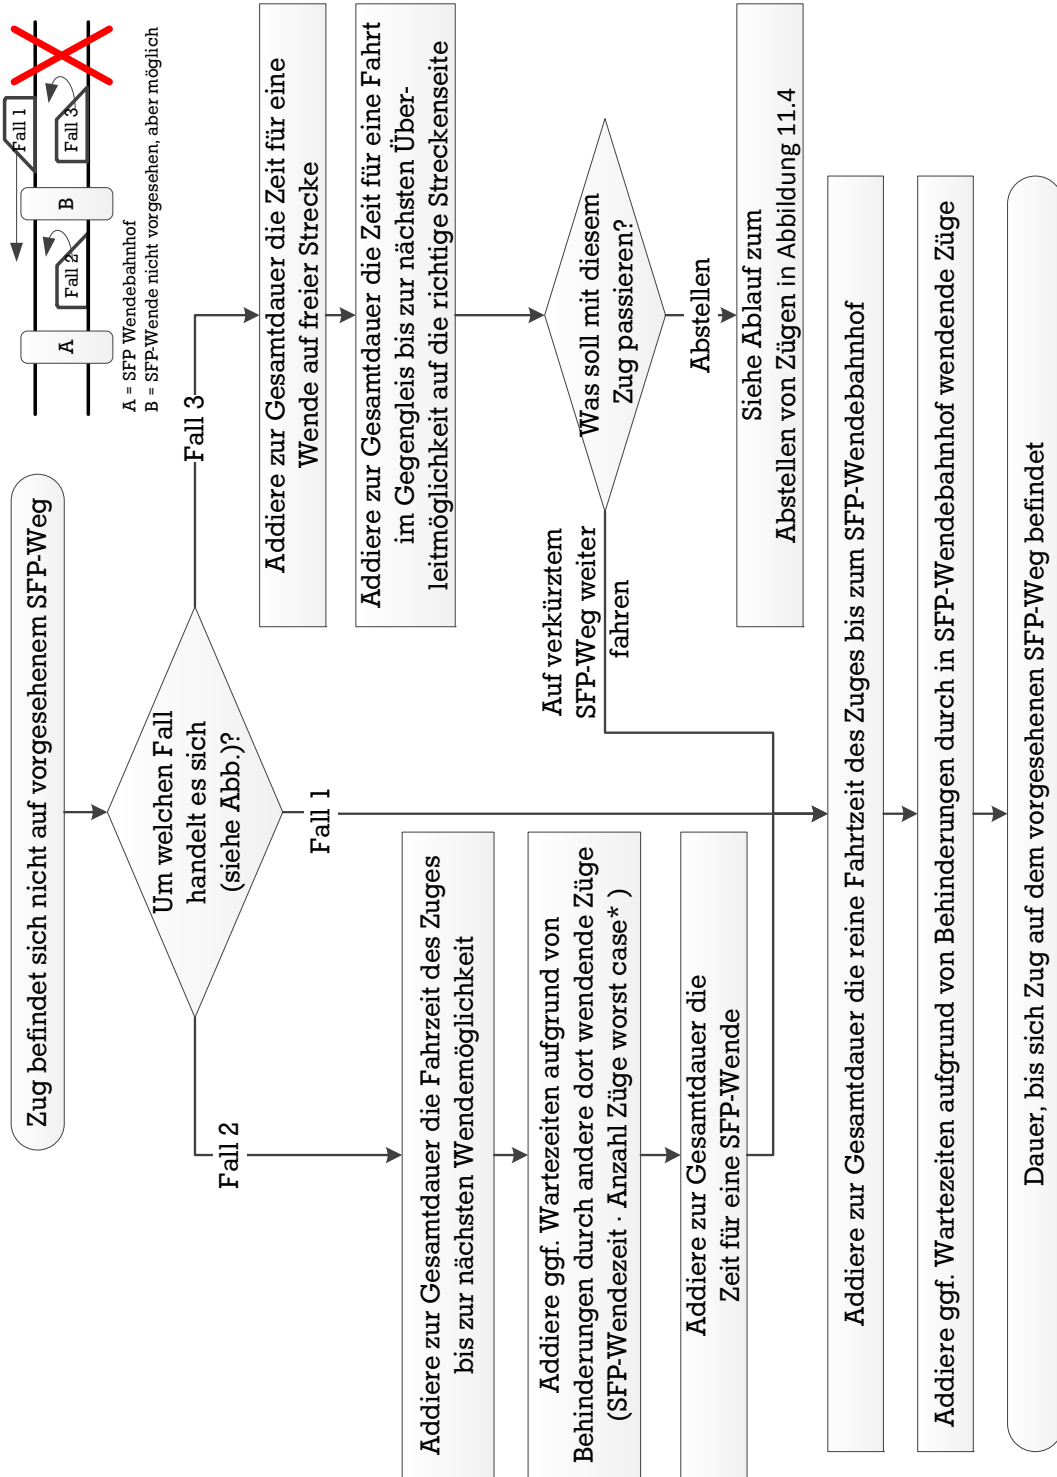 Zug befindet sich nicht auf vorgesehenem SFP-Weg
Fall 1
Fall 2
Fall 3
A
B
A = SFP Wendebahnhof
B = SFP-Wende nicht vorgesehen, aber möglich
Um welchen Fall
handelt es sich
(siehe Abb.)?
Fall 2
Fall 1
Fall 3
Addiere zur Gesamtdauer die Fahrzeit des Zuges
bis zur nächsten Wendemöglichkeit
Addiere ggf. Wartezeiten aufgrund von
Behinderungen durch andere dort wendende Züge
(SFP-Wendezeit · Anzahl Züge worst case* )
Addiere zur Gesamtdauer die
Zeit für eine SFP-Wende
Addiere zur Gesamtdauer die Zeit für eine
Wende auf freier Strecke
Addiere zur Gesamtdauer die Zeit für eine Fahrt
im Gegengleis bis zur nächsten Über-
leitmöglichkeit auf die richtige Streckenseite
Was soll mit diesem
Zug passieren?
Auf verkürztem
SFP-Weg weiter
fahren
Abstellen
Siehe Ablauf zum
Abstellen von Zügen in Abbildung 11.4
Addiere zur Gesamtdauer die reine Fahrtzeit des Zuges bis zum SFP-Wendebahnhof
Addiere ggf. Wartezeiten aufgrund von Behinderungen durch in SFP-Wendebahnhof wendende Züge
Dauer, bis sich Zug auf dem vorgesehenen SFP-Weg befindet